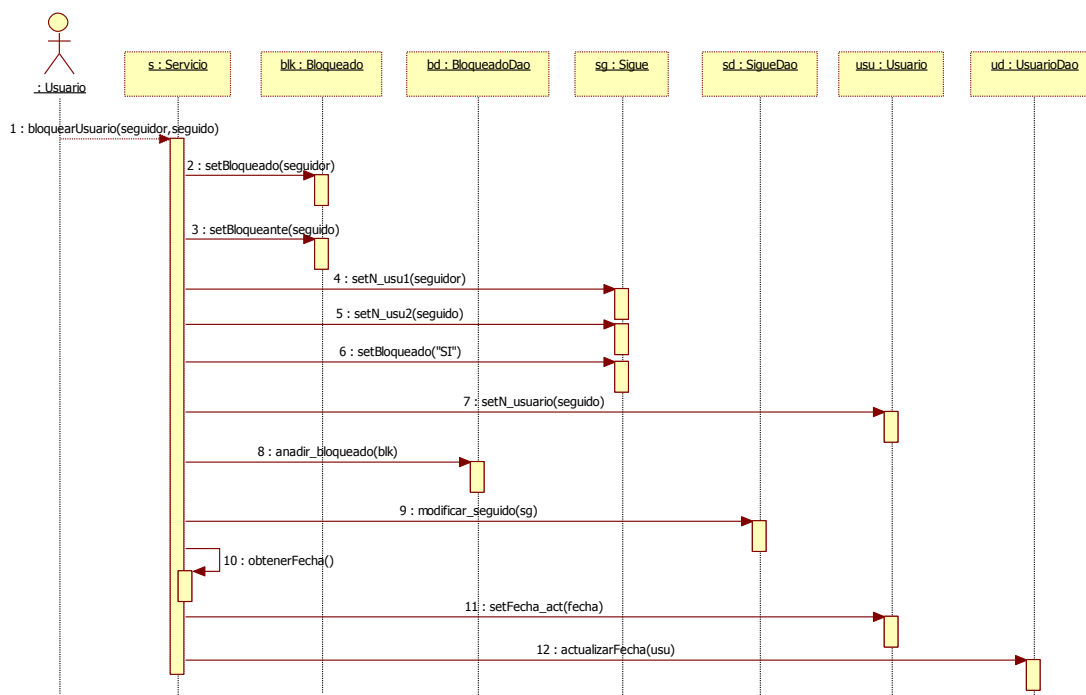 : Usuario
s : Servicio
blk : Bloqueado
bd : BloqueadoDao
sg : Sigue
sd : SigueDao
usu : Usuario
ud : UsuarioDao
1 : bloquearUsuario(seguidor,seguido)
2 : setBloqueado(seguidor)
3 : setBloqueante(seguido)
4 : setN_usu1(seguidor)
5 : setN_usu2(seguido)
6 : setBloqueado("SI")
7 : setN_usuario(seguido)
8 : anadir_bloqueado(blk)
9 : modificar_seguido(sg)
10 : obtenerFecha()
11 : setFecha_act(fecha)
12 : actualizarFecha(usu)